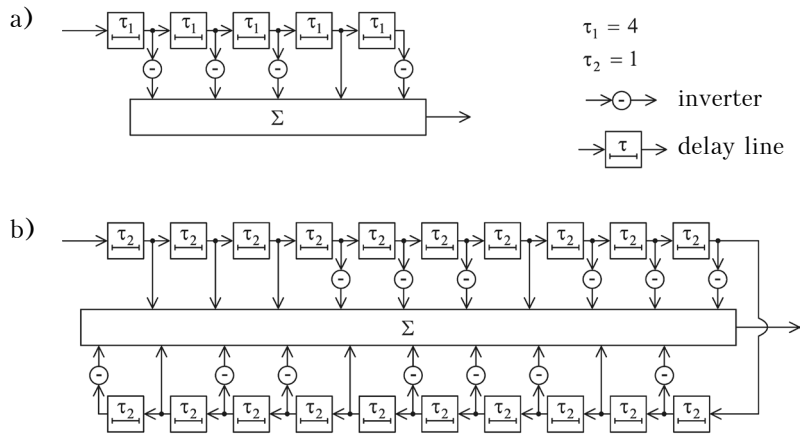 a)
τ₁ τ₁ τ₁ τ₁ τ₁
- - - -
Σ
τ₁ = 4
τ₂ = 1
- inverter
τ delay line
b)
τ₂ τ₂ τ₂ τ₂ τ₂ τ₂ τ₂ τ₂ τ₂ τ₂
- - - - - -
Σ
- - - - - - -
τ₂ τ₂ τ₂ τ₂ τ₂ τ₂ τ₂ τ₂ τ₂ τ₂